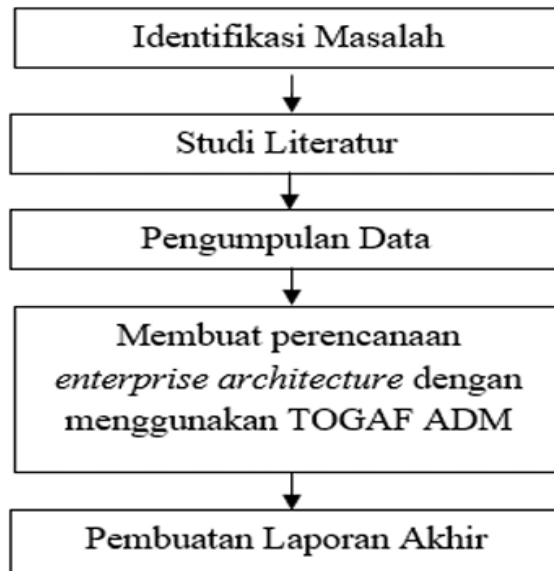 Identifikasi Masalah
Studi Literatur
Pengumpulan Data
Membuat perencanaan
enterprise architecture dengan
menggunakan TOGAF ADM
Pembuatan Laporan Akhir